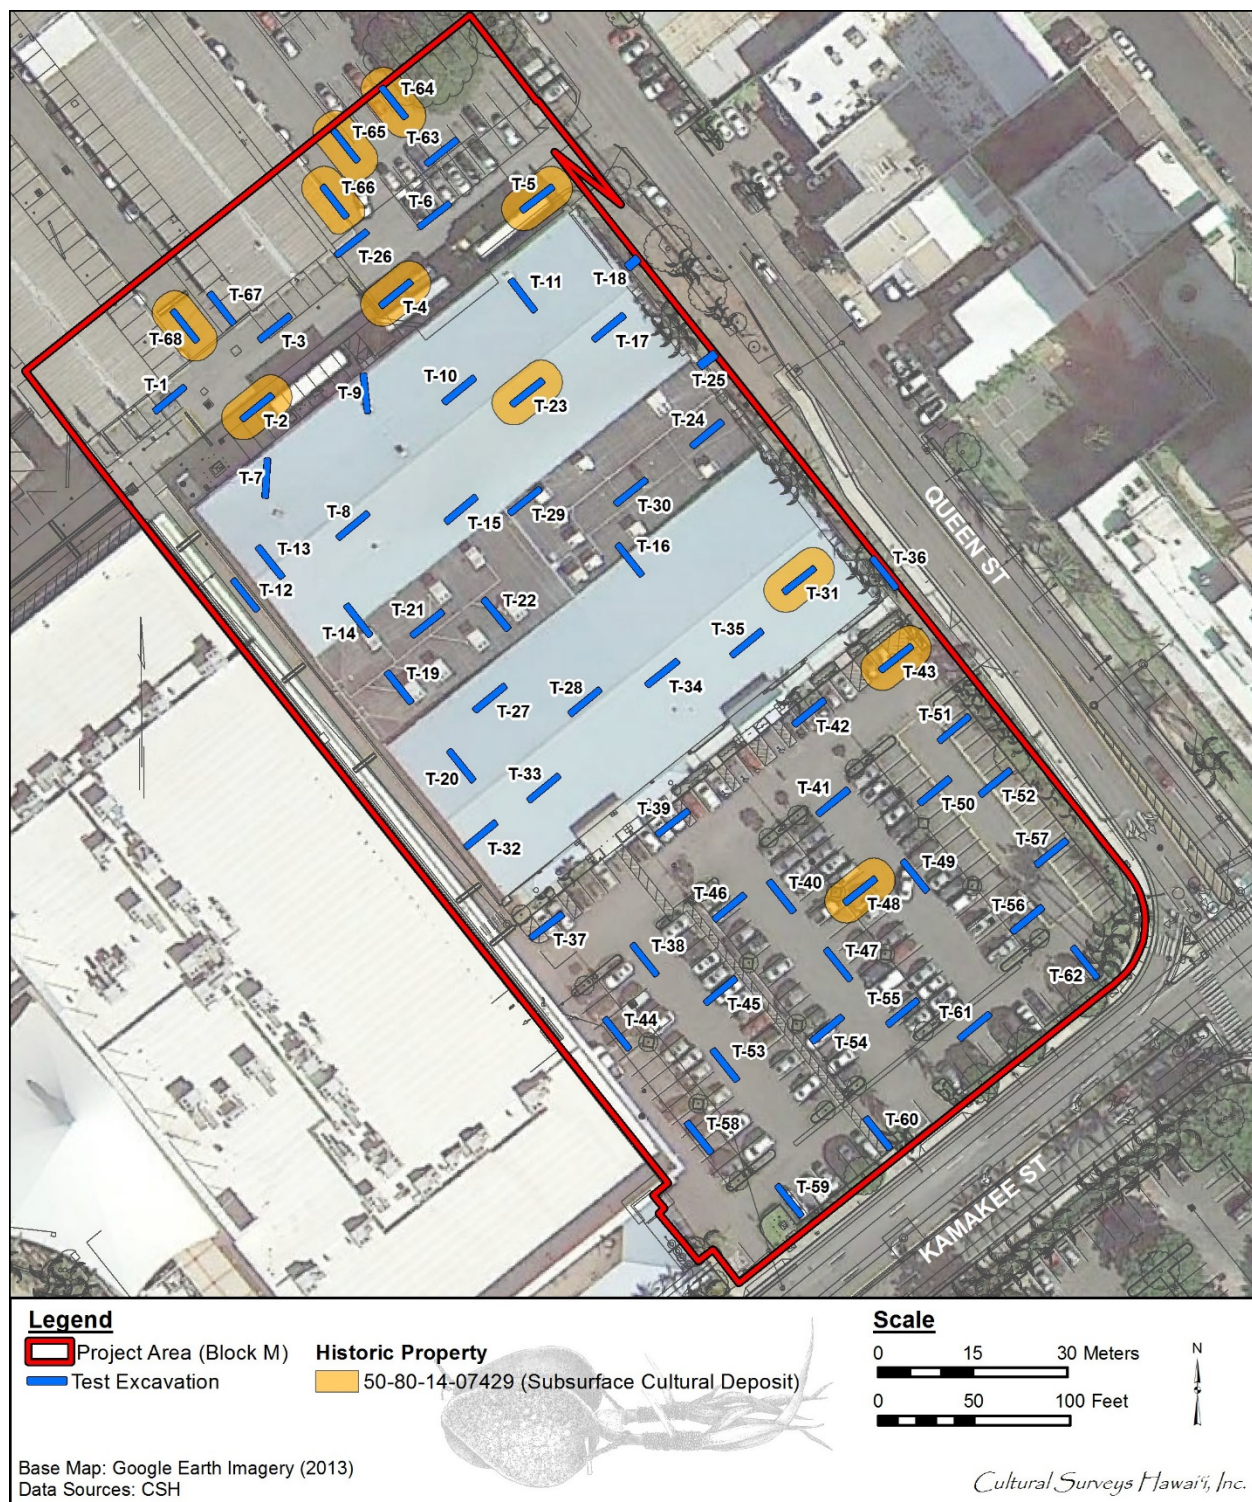 T-64
T-65
T-63
T-66
T-5
T-6
T-26
T-18
T-11
T-4
T-67
T-17
T-68
T-3
T-25
T-10
T-1
T-9
T-23
T-2
T-24
T-7
T-30
T-8
T-15
T-29
QUEEN ST
T-16
T-13
T-36
T-12
T-31
T-22
T-21
T-14
T-35
T-43
T-19
T-34
T-28
T-27
T-42
T-51
T-20
T-33
T-41
T-50
T-52
T-39
T-32
T-57
T-49
T-40
T-48
T-46
T-56
T-37
T-38
T-47
T-62
T-45
T-55
T-61
T-44
T-54
T-53
T-58
T-60
T-59
KAMAKEE ST
Legend
Project Area (Block M)
Test Excavation
Historic Property
50-80-14-07429 (Subsurface Cultural Deposit)
Scale
0 15 30 Meters
0 50 100 Feet
N
Base Map: Google Earth Imagery (2013)
Data Sources: CSH
Cultural Surveys Hawai'i, Inc.